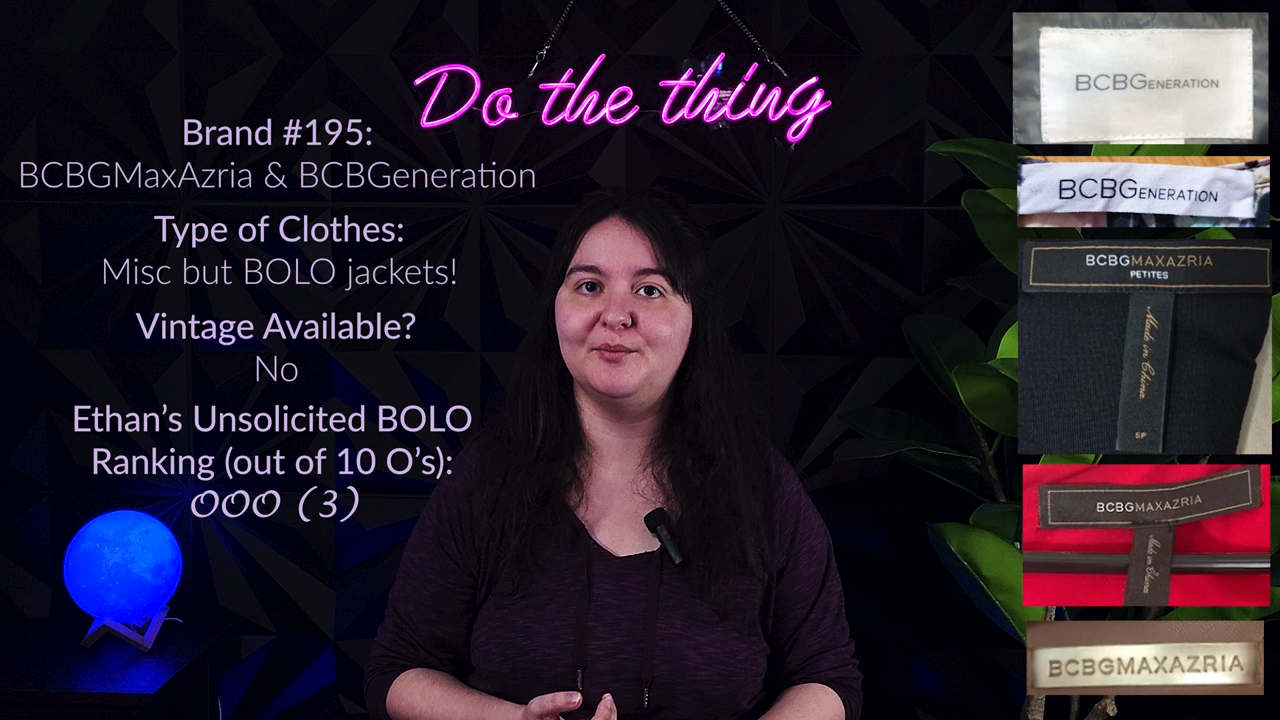 Do the thing
Brand #195:
BCBGMaxAzria & BCBGeneration
Type of Clothes:
Misc but BOLO jackets!
Vintage Available?
No
Ethan's Unsolicited BOLO
Ranking (out of 10 O's):
OOO (3)
BCBGENERATION
BCBGENERATION
BCBGMAXAZRIA
PETITES
Made in China
SP
BCBGMAXAZRIA
Made in China
BCBGMAXAZRIA